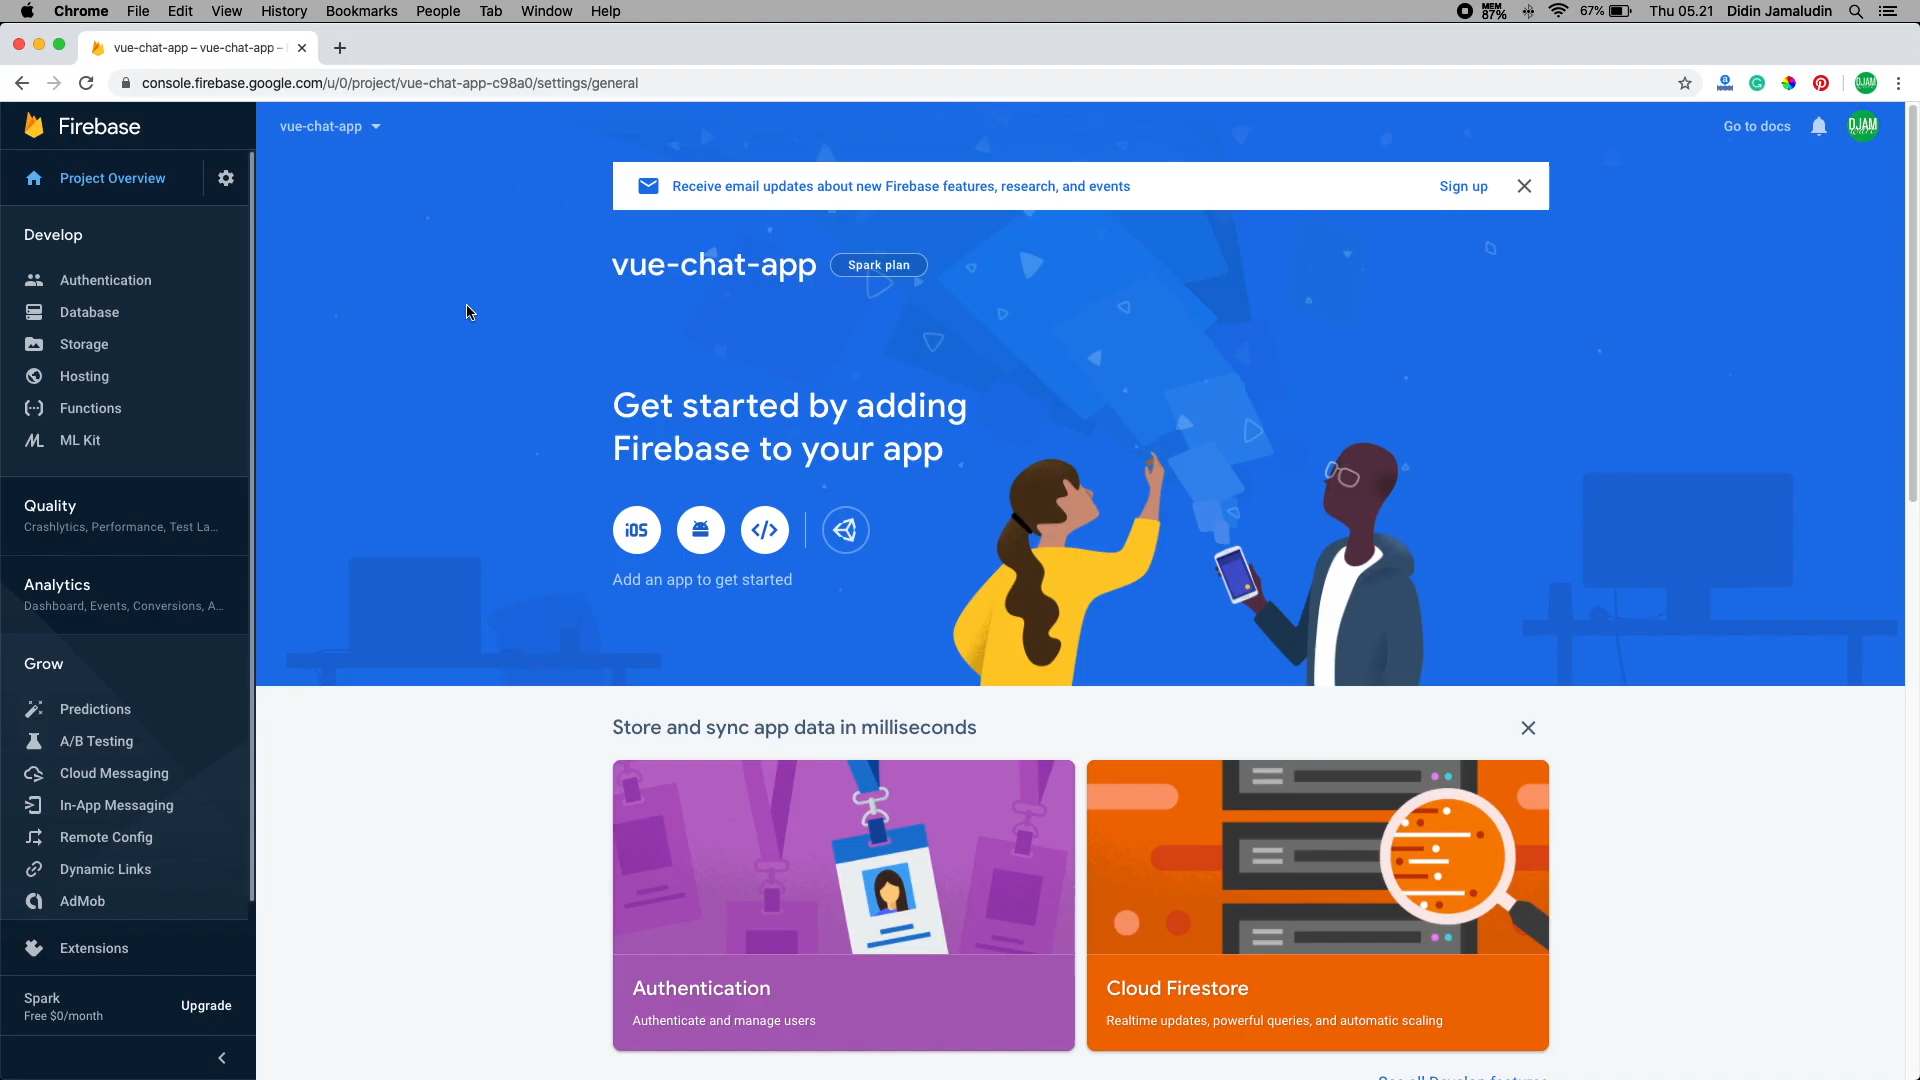 Chrome File Edit View History Bookmarks People Tab Window Help
MEM 87% 67% Thu 05.21 Didin Jamaludin
vue-chat-app – vue-chat-app –
console.firebase.google.com/u/0/project/vue-chat-app-c98a0/settings/general
DJAM
Firebase
vue-chat-app
Go to docs
DJAM
Project Overview
Receive email updates about new Firebase features, research, and events
Sign up
Develop
vue-chat-app
Spark plan
Authentication
Database
Storage
Hosting
Functions
ML Kit
Get started by adding
Firebase to your app
iOS
Add an app to get started
Quality
Crashlytics, Performance, Test La...
Analytics
Dashboard, Events, Conversions, A...
Grow
Predictions
A/B Testing
Cloud Messaging
In-App Messaging
Remote Config
Dynamic Links
AdMob
Extensions
Spark
Free $0/month
Upgrade
Store and sync app data in milliseconds
Authentication
Authenticate and manage users
Cloud Firestore
Realtime updates, powerful queries, and automatic scaling